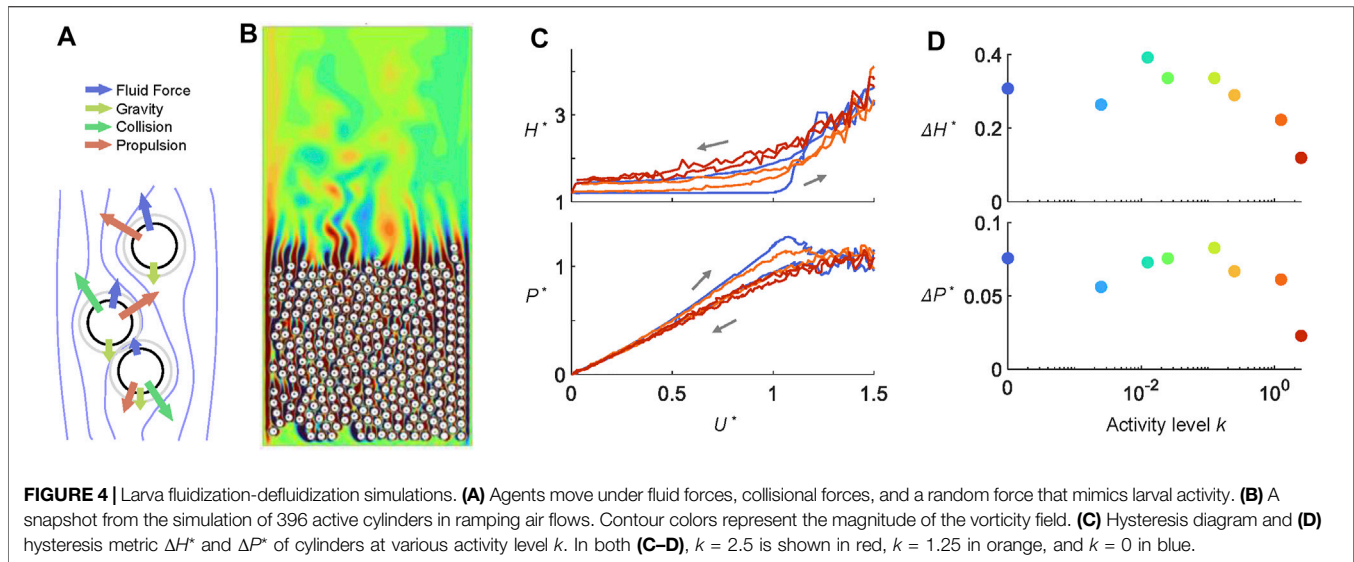 A
Fluid Force
Gravity
Collision
Propulsion
B
C
3
H*
1
1
P*
0
0
0.5
1
1.5
U*
D
0.4
ΔH*
0.2
0
0.1
ΔP*
0.05
0
0
10⁻²
10⁰
Activity level k
FIGURE 4 | Larva fluidization-defluidization simulations. (A) Agents move under fluid forces, collisional forces, and a random force that mimics larval activity. (B) A
snapshot from the simulation of 396 active cylinders in ramping air flows. Contour colors represent the magnitude of the vorticity field. (C) Hysteresis diagram and (D)
hysteresis metric ΔH* and ΔP* of cylinders at various activity level k. In both (C–D), k = 2.5 is shown in red, k = 1.25 in orange, and k = 0 in blue.